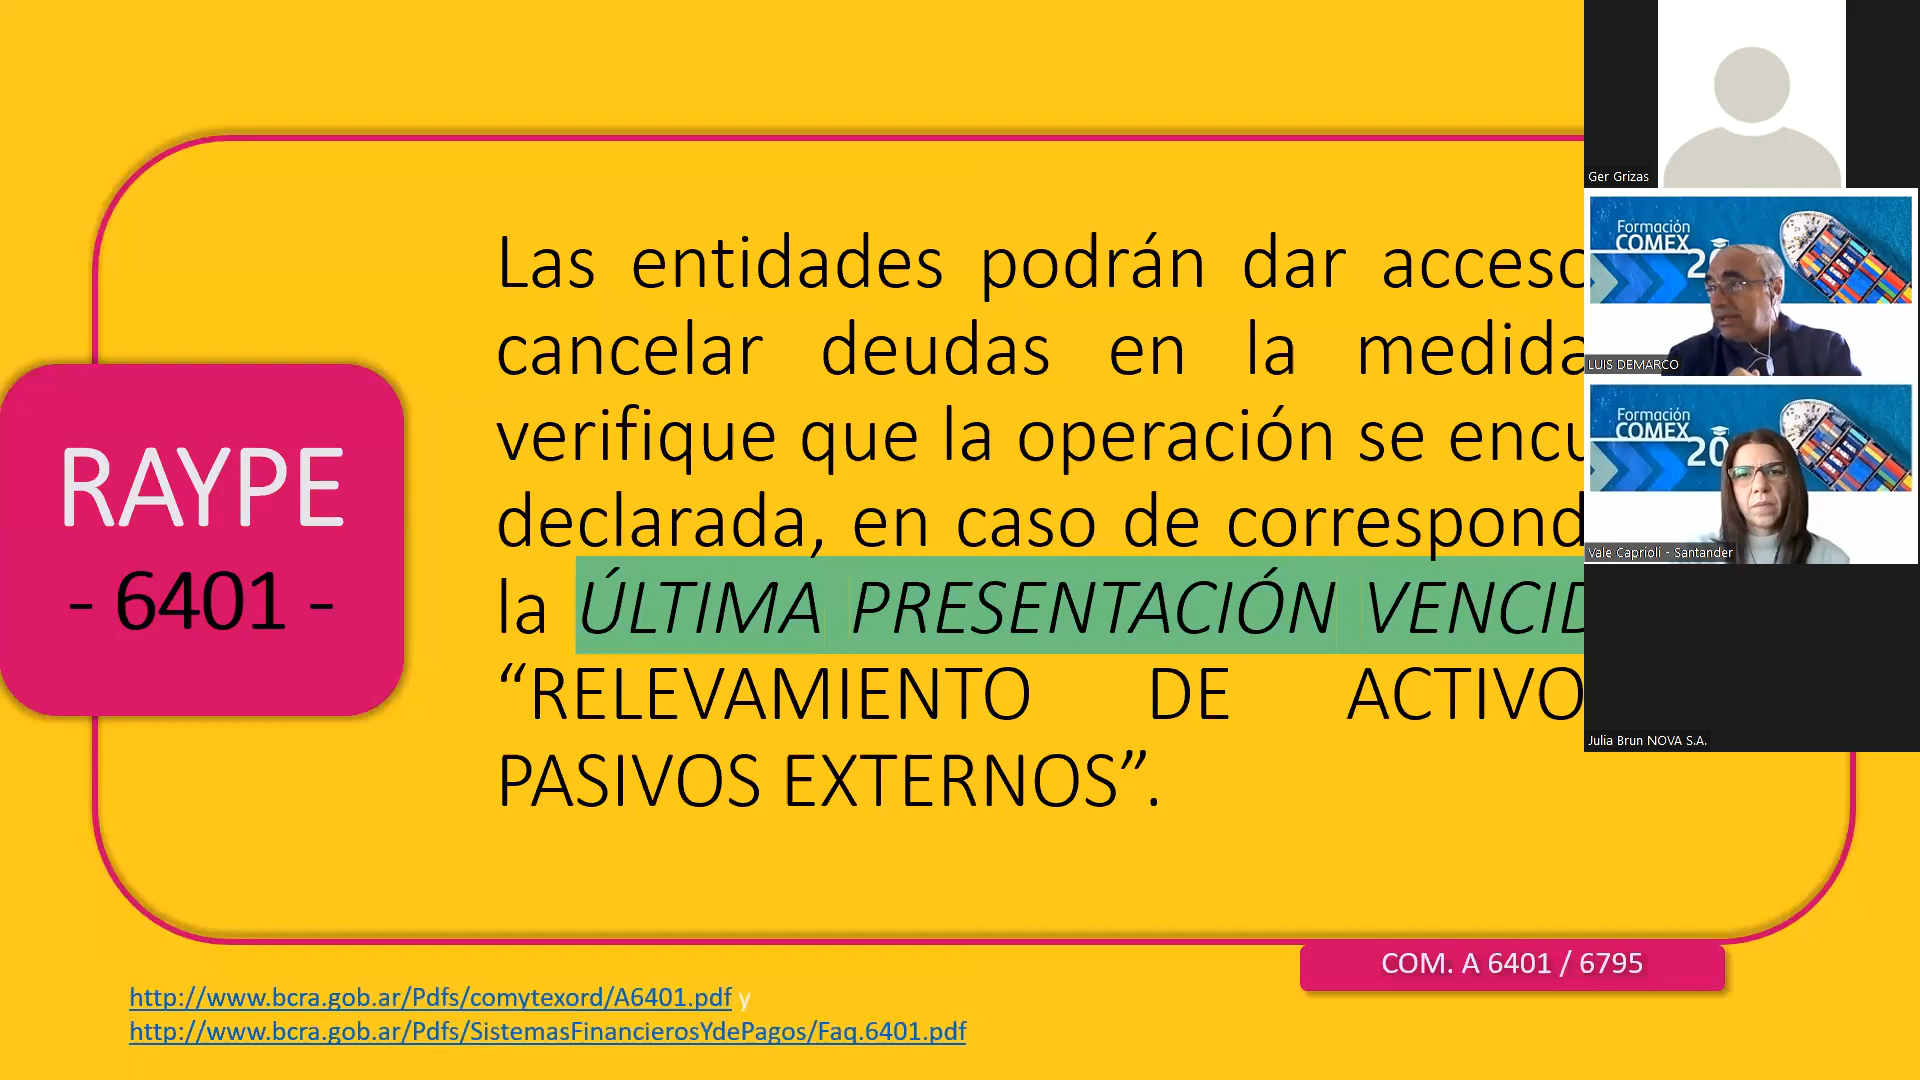 Las entidades podrán dar acceso
cancelar deudas en la medida
verifique que la operación se encu
declarada, en caso de correspond
la ÚLTIMA PRESENTACIÓN VENCID
“RELEVAMIENTO DE ACTIVO
PASIVOS EXTERNOS”.
RAYPE
- 6401 -
COM. A 6401 / 6795
http://www.bcra.gob.ar/Pdfs/comytexord/A6401.pdf y
http://www.bcra.gob.ar/Pdfs/SistemasFinancierosYdePagos/Faq.6401.pdf
Ger Grizas
Formación
COMEX
LUIS DEMARCO
Formación
COMEX
20
Vale Caprioli - Santander
Julia Brun NOVA S.A.